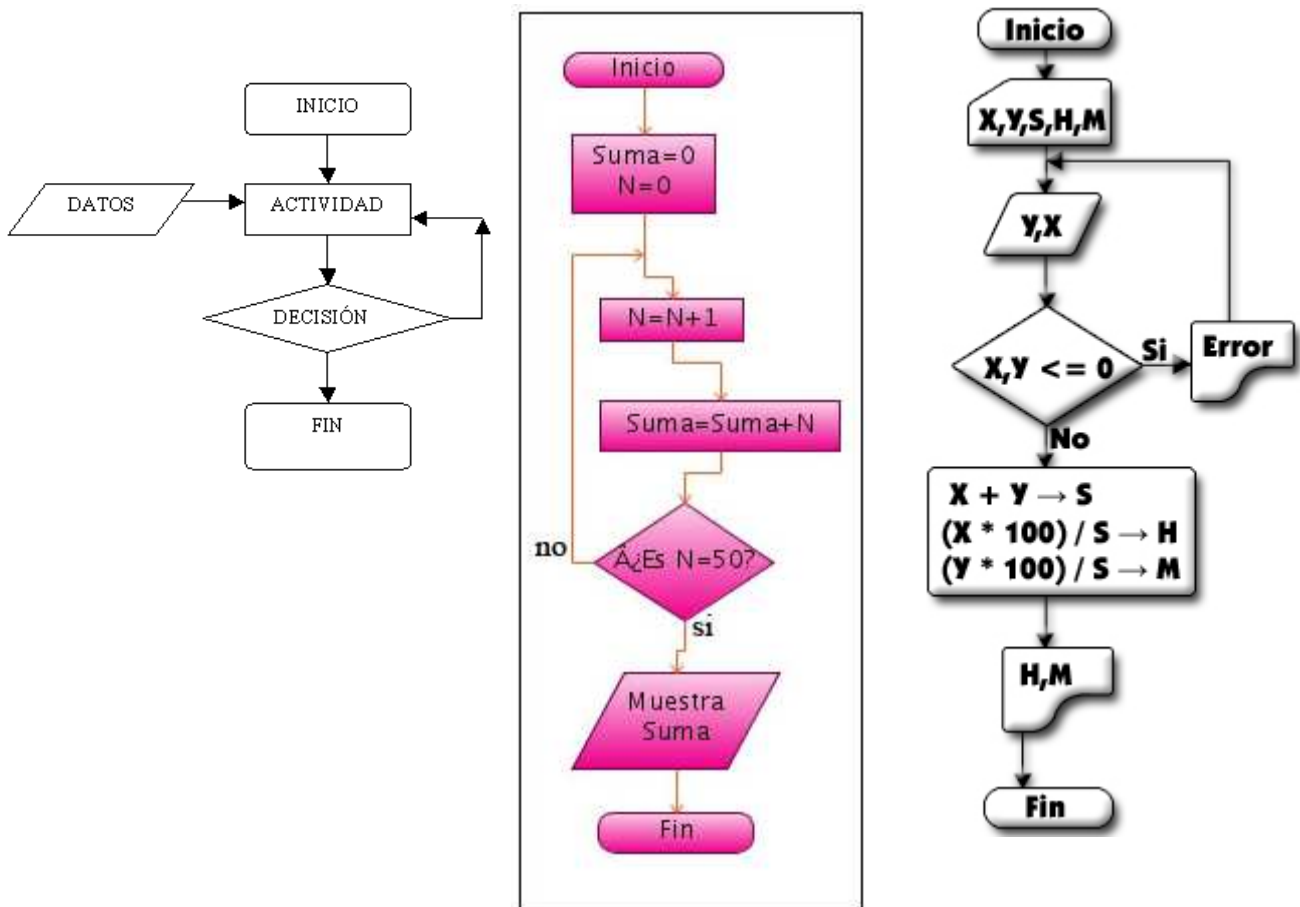 INICIO
DATOS
ACTIVIDAD
DECISIÓN
FIN
Inicio
Suma=0
N=0
N=N+1
Suma=Suma+N
no
Â¿Es N=50?
si
Muestra
Suma
Fin
Inicio
X,Y,S,H,M
Y,X
X,Y <= 0
Si
Error
No
X + Y → S
(X * 100) / S → H
(Y * 100) / S → M
H,M
Fin